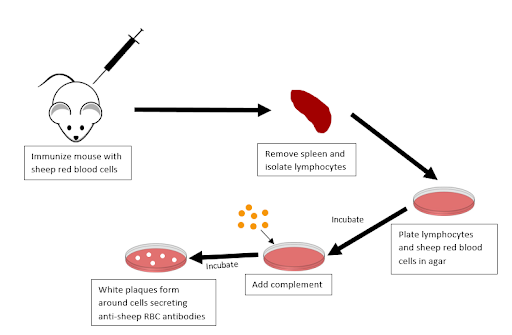 Immunize mouse with
sheep red blood cells
Remove spleen and
isolate lymphocytes
Plate lymphocytes
and sheep red blood
cells in agar
Incubate
Add complement
Incubate
White plaques form
around cells secreting
anti-sheep RBC antibodies